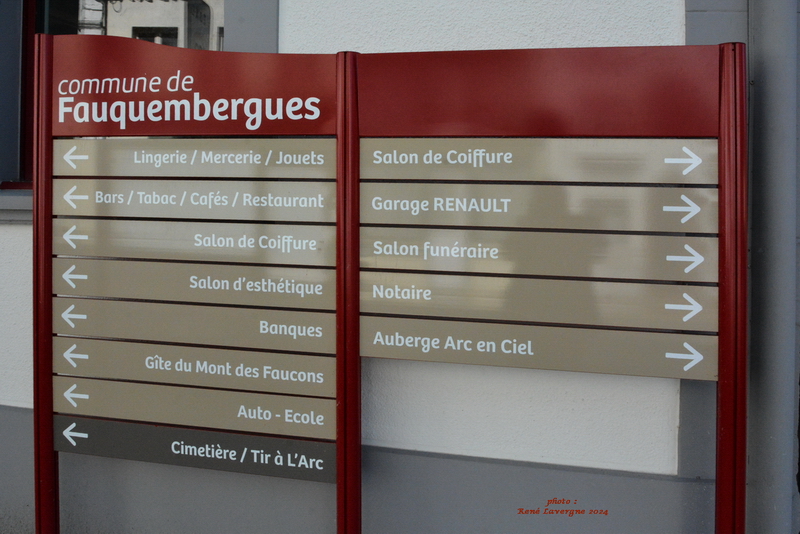 commune de
Fauquembergues
Lingerie / Mercerie / Jouets
Bars / Tabac / Cafés / Restaurant
Salon de Coiffure
Salon d'esthétique
Banques
Gîte du Mont des Faucons
Auto - Ecole
Cimetière / Tir à L'Arc
Salon de Coiffure
Garage RENAULT
Salon funéraire
Notaire
Auberge Arc en Ciel
photo :
René Lavergne 2024